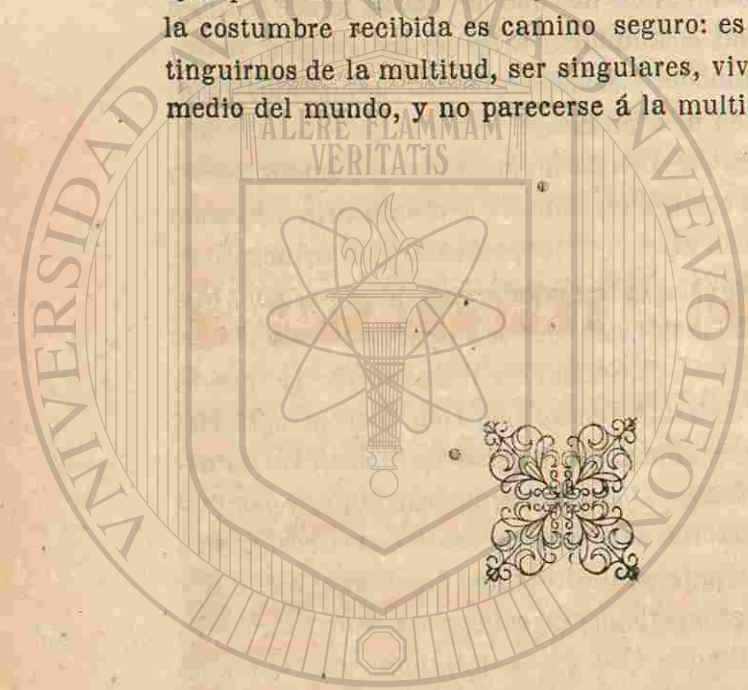 la costumbre recibida es camino seguro: es
tinguirnos de la multitud, ser singulares, viv
medio del mundo, y no parecerse á la multi
ALERE FLAMMAM
VERITATIS